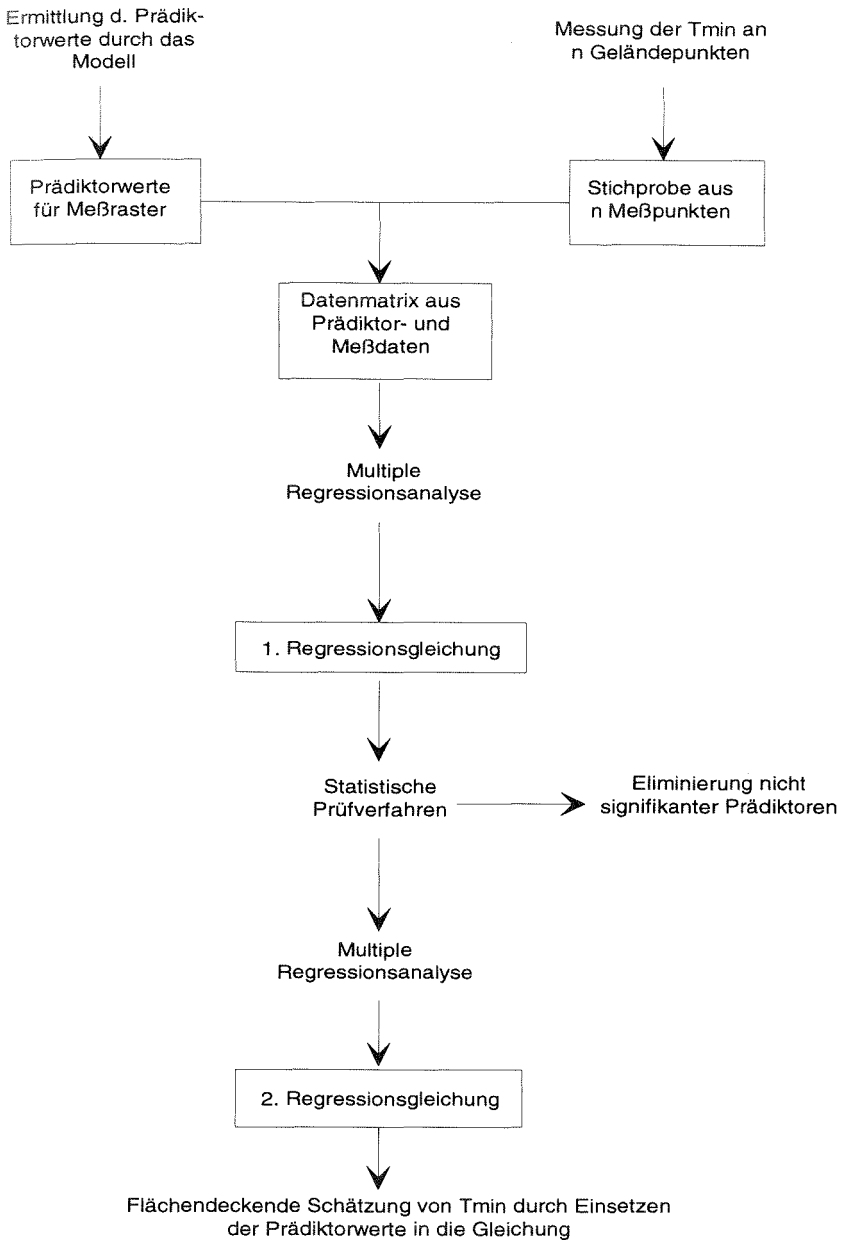 Ermittlung d. Prädik-
torwerte durch das
Modell
Messung der Tmin an
n Geländepunkten
Prädiktorwerte
für Meßraster
Stichprobe aus
n Meßpunkten
Datenmatrix aus
Prädiktor- und
Meßdaten
Multiple
Regressionsanalyse
1. Regressionsgleichung
Statistische
Prüfverfahren
Eliminierung nicht
signifikanter Prädiktoren
Multiple
Regressionsanalyse
2. Regressionsgleichung
Flächendeckende Schätzung von Tmin durch Einsetzen
der Prädiktorwerte in die Gleichung